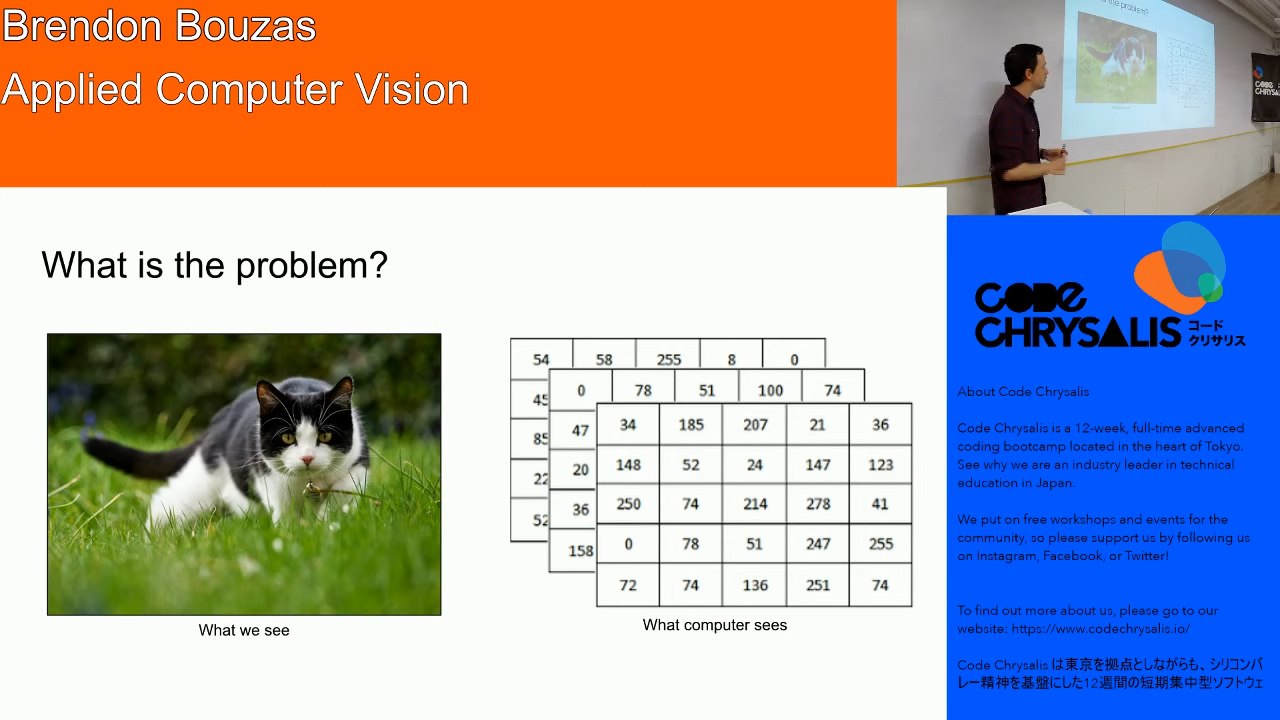 Brendon Bouzas
Applied Computer Vision
What is the problem?
54 58 255 8 0
0 78 51 100 74
34 185 207 21 36
47
148 52 24 147 123
20
250 74 214 278 41
36
0 78 51 247 255
158
72 74 136 251 74
What we see
What computer sees
CODE
CHRYSALIS
コード
クリサリス
About Code Chrysalis
Code Chrysalis is a 12-week, full-time advanced
coding bootcamp located in the heart of Tokyo.
See why we are an industry leader in technical
education in Japan.
We put on free workshops and events for the
community, so please support us by following us
on Instagram, Facebook, or Twitter!
To find out more about us, please go to our
website: https://www.codechrysalis.io/
Code Chrysalis は東京を拠点としながらも、シリコンバ
レー精神を基盤にした12週間の短期集中型ソフトウェ